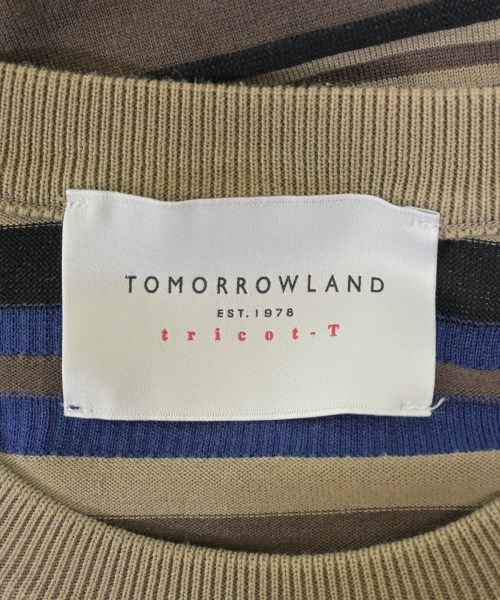 TOMORROWLAND
EST. 1978
tricot-T